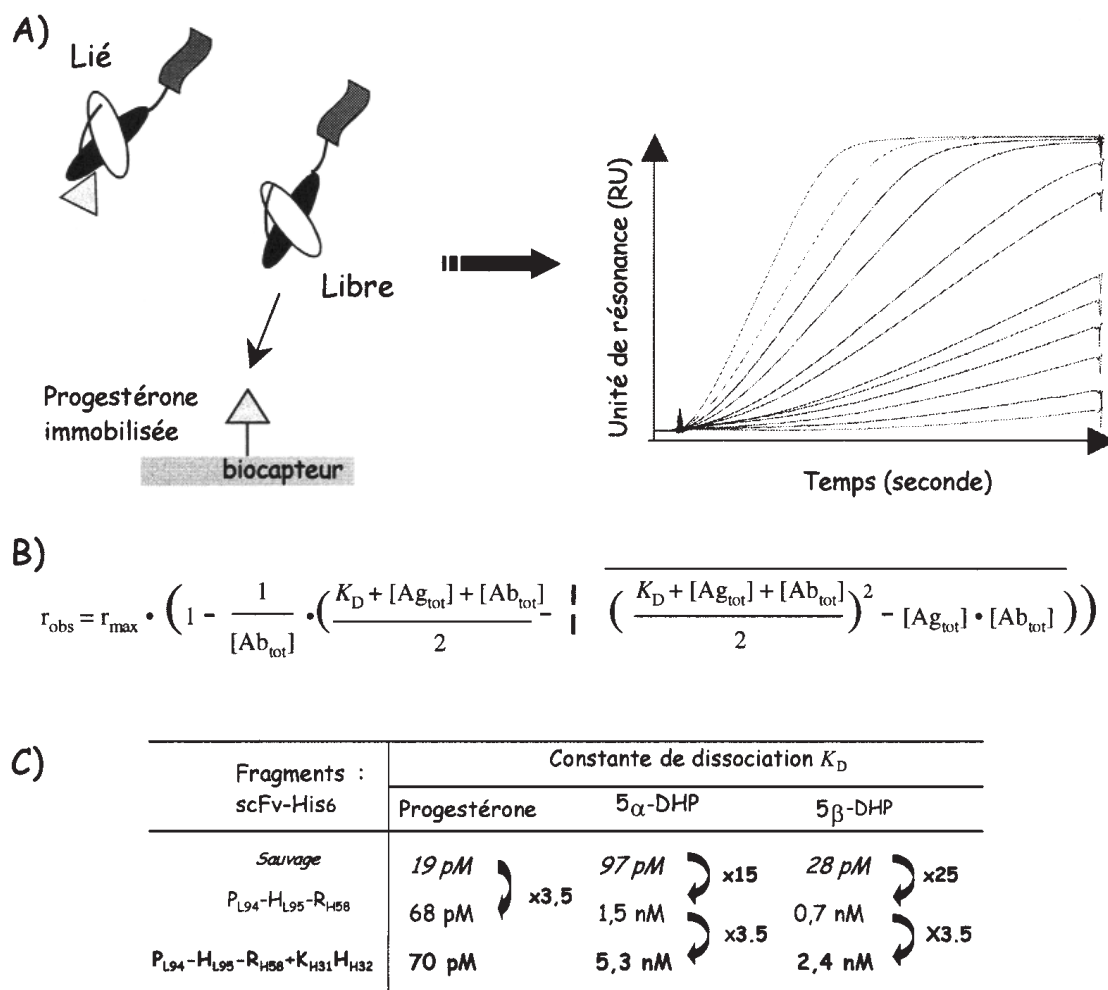 A)
Lié
Libre
Progestérone
immobilisée
biocapteur
Unité de résonance (RU)
Temps (seconde)
B)
r_obs = r_max • (1 - 1/[Ab_tot] • (K_D + [Ag_tot] + [Ab_tot]/2 - ((K_D + [Ag_tot] + [Ab_tot]/2)^2 - [Ag_tot] • [Ab_tot]))
C)
Fragments :
scFv-His6
Constante de dissociation K_D
Progestérone 5α-DHP 5β-DHP
Sauvage 19 pM 97 pM 28 pM
x3,5 x15 x25
P_L94-H_L95-R_H58 68 pM 1,5 nM 0,7 nM
x3.5 X3.5
P_L94-H_L95-R_H58+K_H31H_H32 70 pM 5,3 nM 2,4 nM